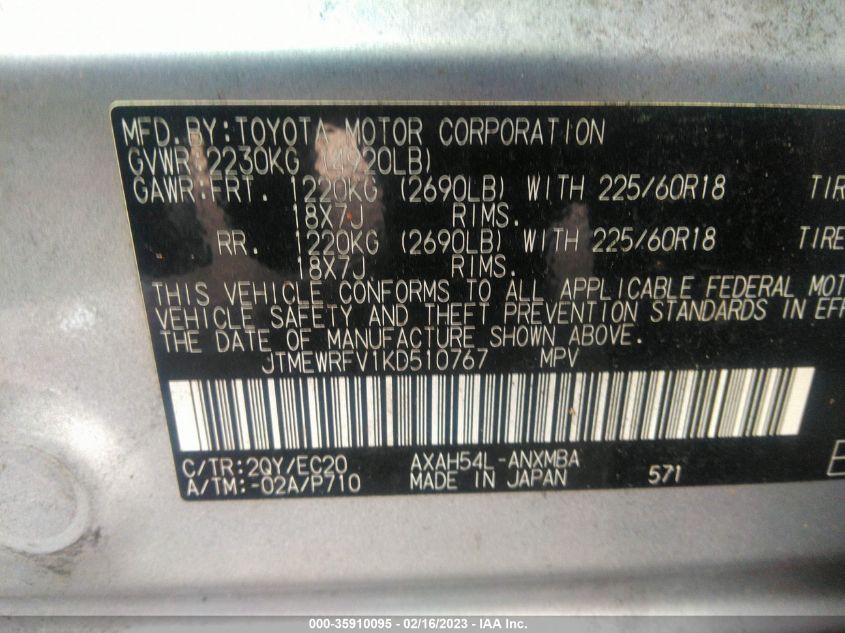 MFD.BY:TOYOTA MOTOR CORPORATION
GVWR 2230KG (4920LB)
GAWR:FRT. 1220KG (2690LB) WITH 225/60R18 TIR
18X7J RIMS.
RR. 1220KG (2690LB) WITH 225/60R18 TIRE
18X7J RIMS.
THIS VEHICLE CONFORMS TO ALL APPLICABLE FEDERAL MOT
VEHICLE SAFETY AND THEFT PREVENTION STANDARDS IN EFF
THE DATE OF MANUFACTURE SHOWN ABOVE.
JTMEWRFV1KD510767 MPV
C/TR:2QY/EC20 AXAH54L-ANXMBA
A/TM:-02A/P710 MADE IN JAPAN 571
000-35910095 - 02/16/2023 - IAA Inc.